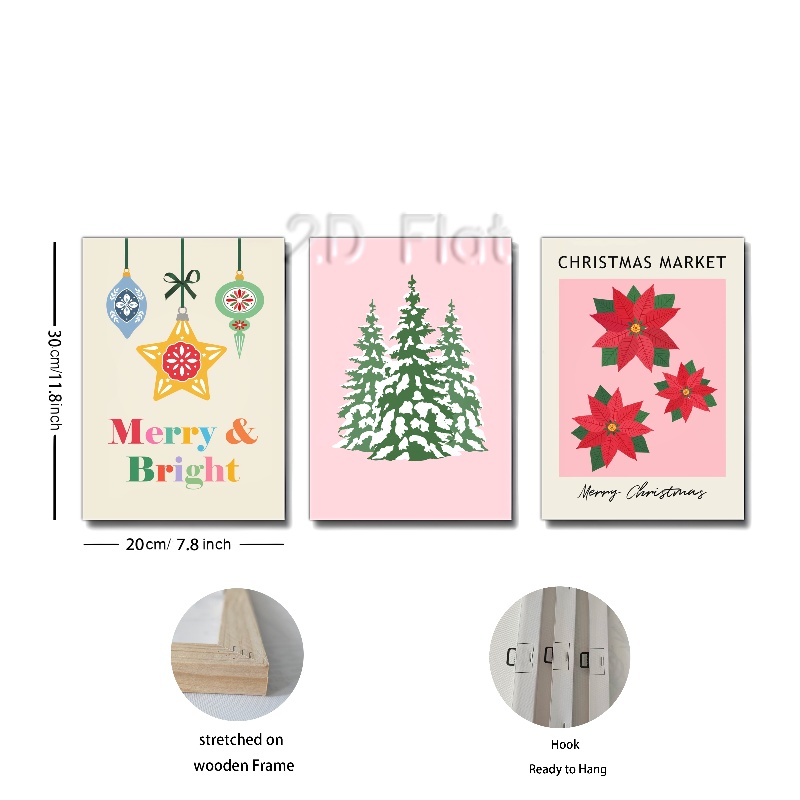 2D Flat
CHRISTMAS MARKET
Merry &
Bright
Merry Christmas
30cm/11.8inch
20cm/ 7.8 inch
stretched on
wooden Frame
Hook
Ready to Hang